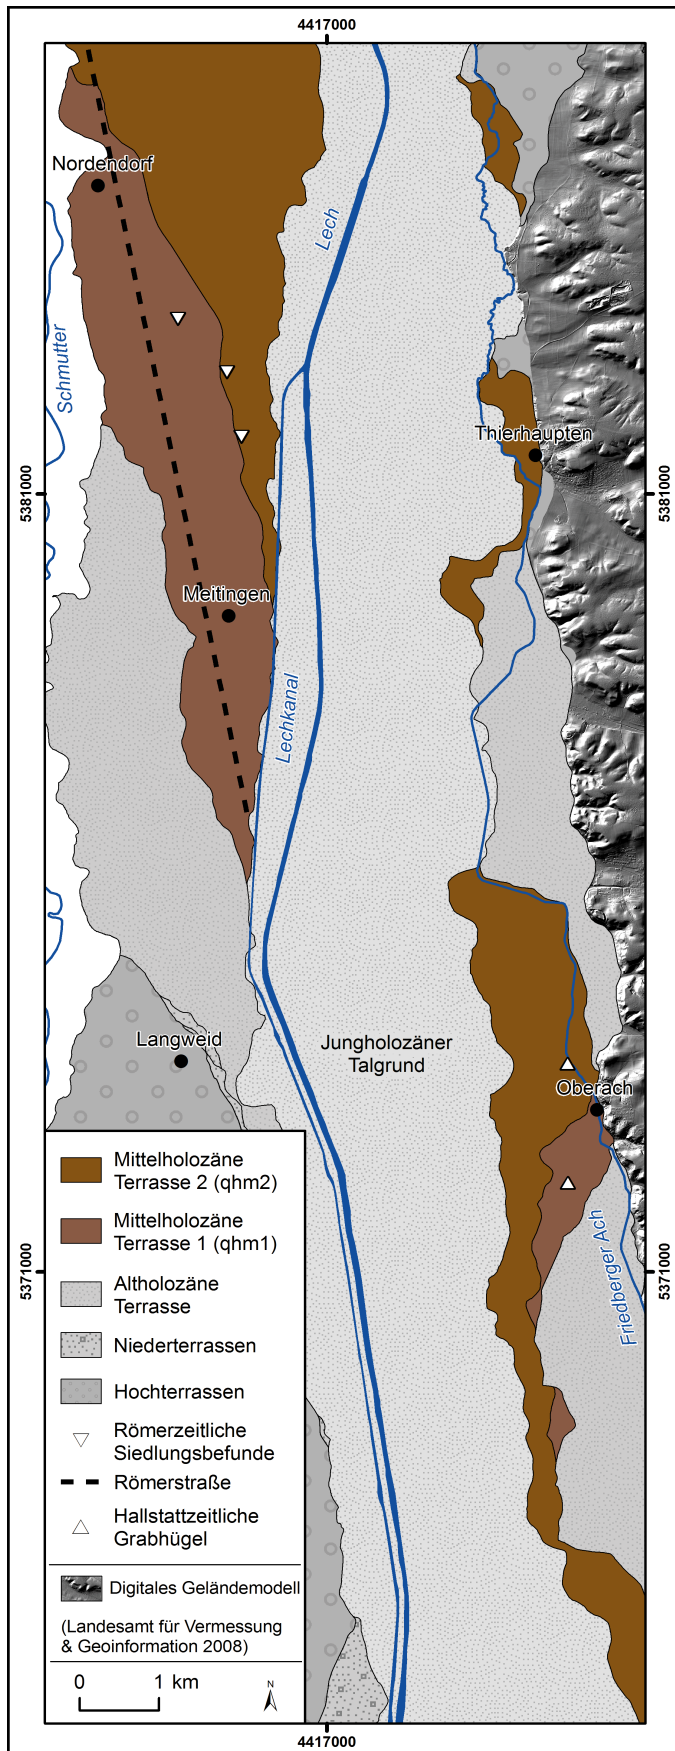 4417000
Nordendorf
Lech
Schmutter
Thierhaupten
5381000
5381000
Meitingen
Lechkanal
Langweid
Jungholozäner
Talgrund
Oberach
Friedberger Ach
5371000
5371000
Mittelholozäne
Terrasse 2 (qhm2)
Mittelholozäne
Terrasse 1 (qhm1)
Altholozäne
Terrasse
Niederterrassen
Hochterrassen
Römerzeitliche
Siedlungsbefunde
Römerstraße
Hallstattzeitliche
Grabhügel
Digitales Geländemodell
(Landesamt für Vermessung
& Geoinformation 2008)
0 1 km
N
4417000